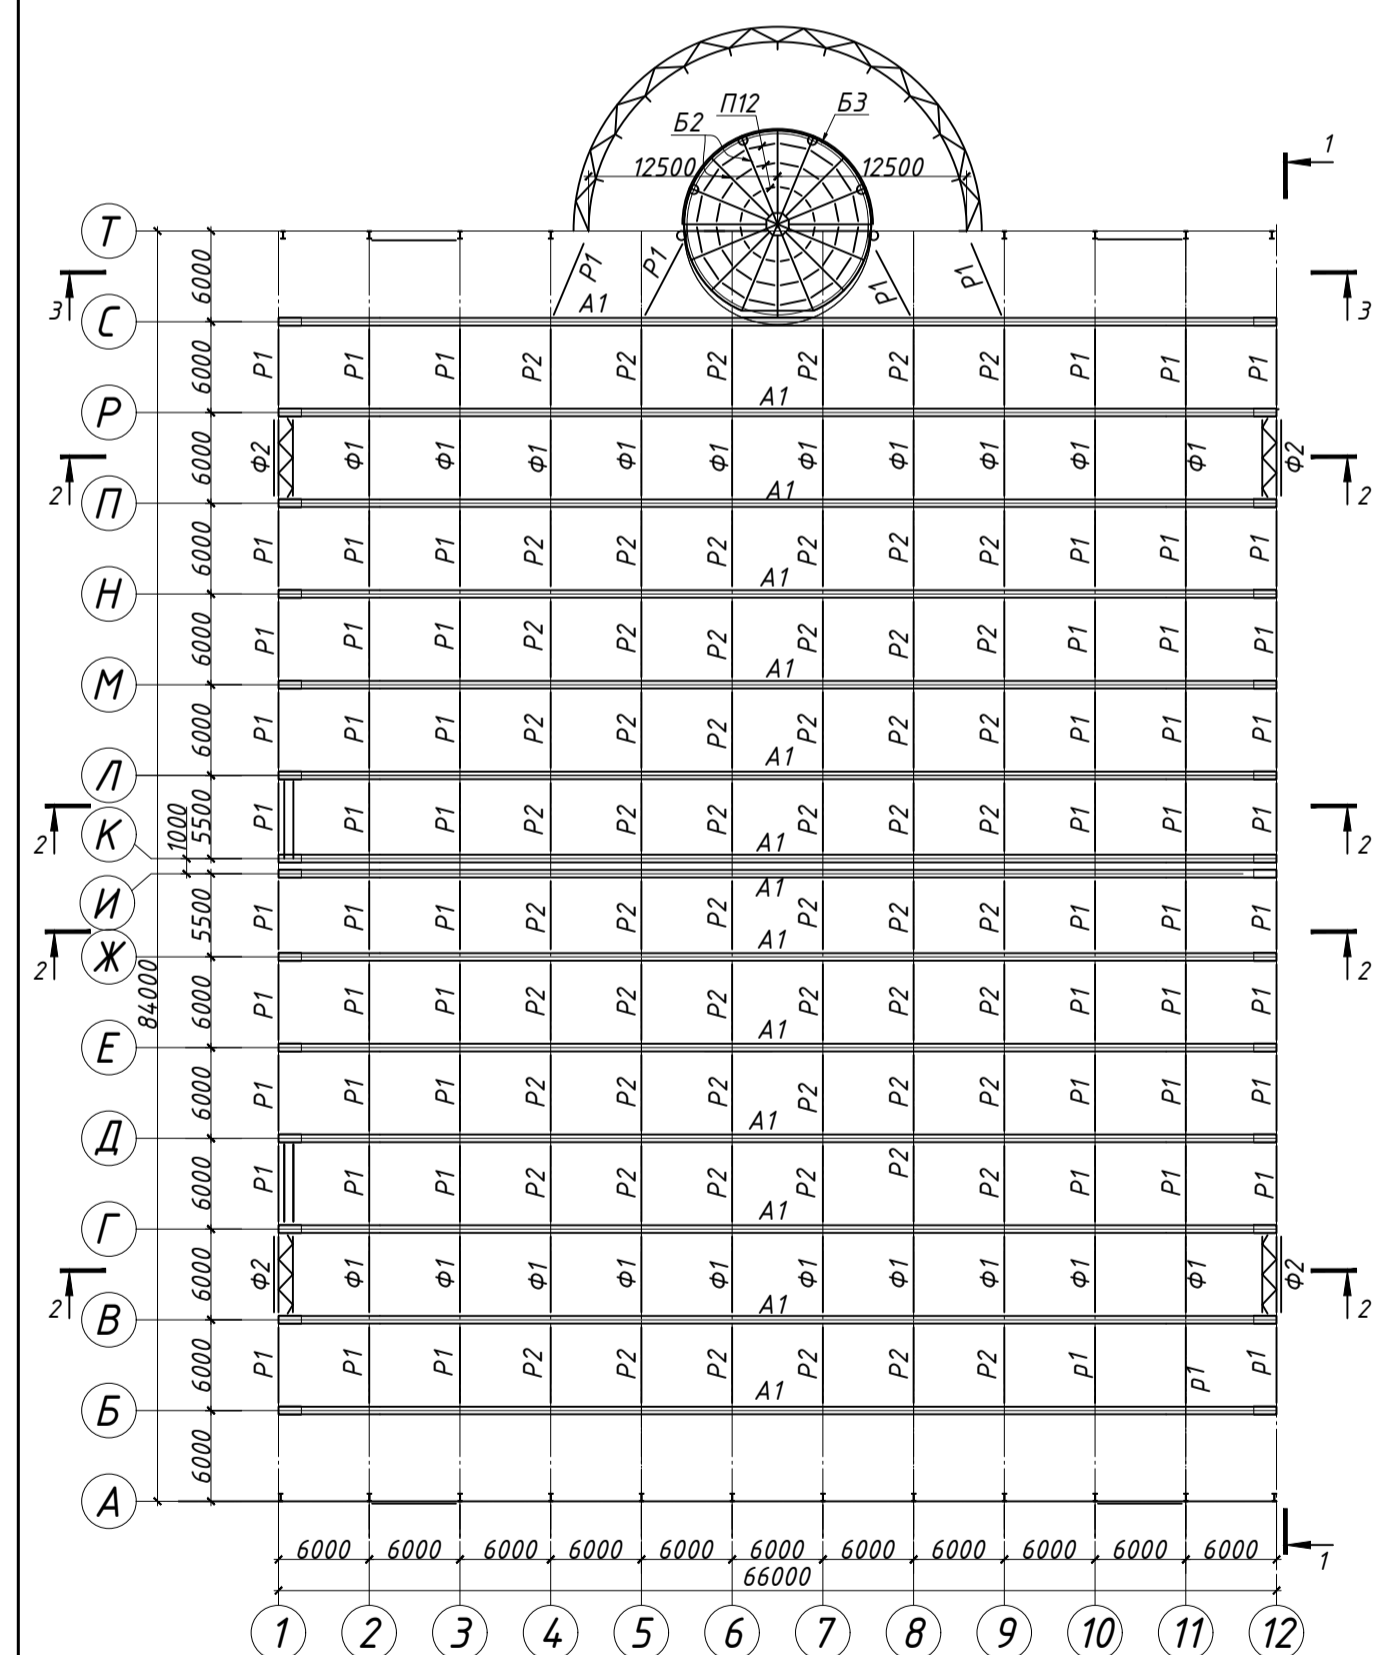 П12
Б3
Б2
12500 12500
1
Т
6000 Р1 Р1 Р1 Р1
А1
3 3
С
6000 Р1 Р1 Р1 Р2 Р2 Р2 Р2 Р2 Р2 Р1 Р1 Р1
А1
Р
6000 Ф2 Ф1 Ф1 Ф1 Ф1 Ф1 Ф1 Ф1 Ф1 Ф1 Ф1 Ф2
А1
2 2
П
6000 Р1 Р1 Р1 Р2 Р2 Р2 Р2 Р2 Р2 Р1 Р1 Р1
А1
Н
6000 Р1 Р1 Р1 Р2 Р2 Р2 Р2 Р2 Р2 Р1 Р1 Р1
А1
М
6000 Р1 Р1 Р1 Р2 Р2 Р2 Р2 Р2 Р2 Р1 Р1 Р1
А1
Л
1000 5500 Р1 Р1 Р1 Р2 Р2 Р2 Р2 Р2 Р2 Р1 Р1 Р1
2 2
К
А1
И
А1
5500 Р1 Р1 Р1 Р2 Р2 Р2 Р2 Р2 Р2 Р1 Р1 Р1
А1
Ж
2 2
84000
6000 Р1 Р1 Р1 Р2 Р2 Р2 Р2 Р2 Р2 Р1 Р1 Р1
А1
Е
6000 Р1 Р1 Р1 Р2 Р2 Р2 Р2 Р2 Р2 Р1 Р1 Р1
А1
Д
6000 Р1 Р1 Р1 Р2 Р2 Р2 Р2 Р2 Р2 Р1 Р1 Р1
А1
Г
6000 Ф2 Ф1 Ф1 Ф1 Ф1 Ф1 Ф1 Ф1 Ф1 Ф1 Ф1 Ф2
А1
2 2
В
6000 Р1 Р1 Р1 Р2 Р2 Р2 Р2 Р2 Р2 р1 р1 р1
А1
Б
6000
А
6000 6000 6000 6000 6000 6000 6000 6000 6000 6000 6000
1
66000
1 2 3 4 5 6 7 8 9 10 11 12